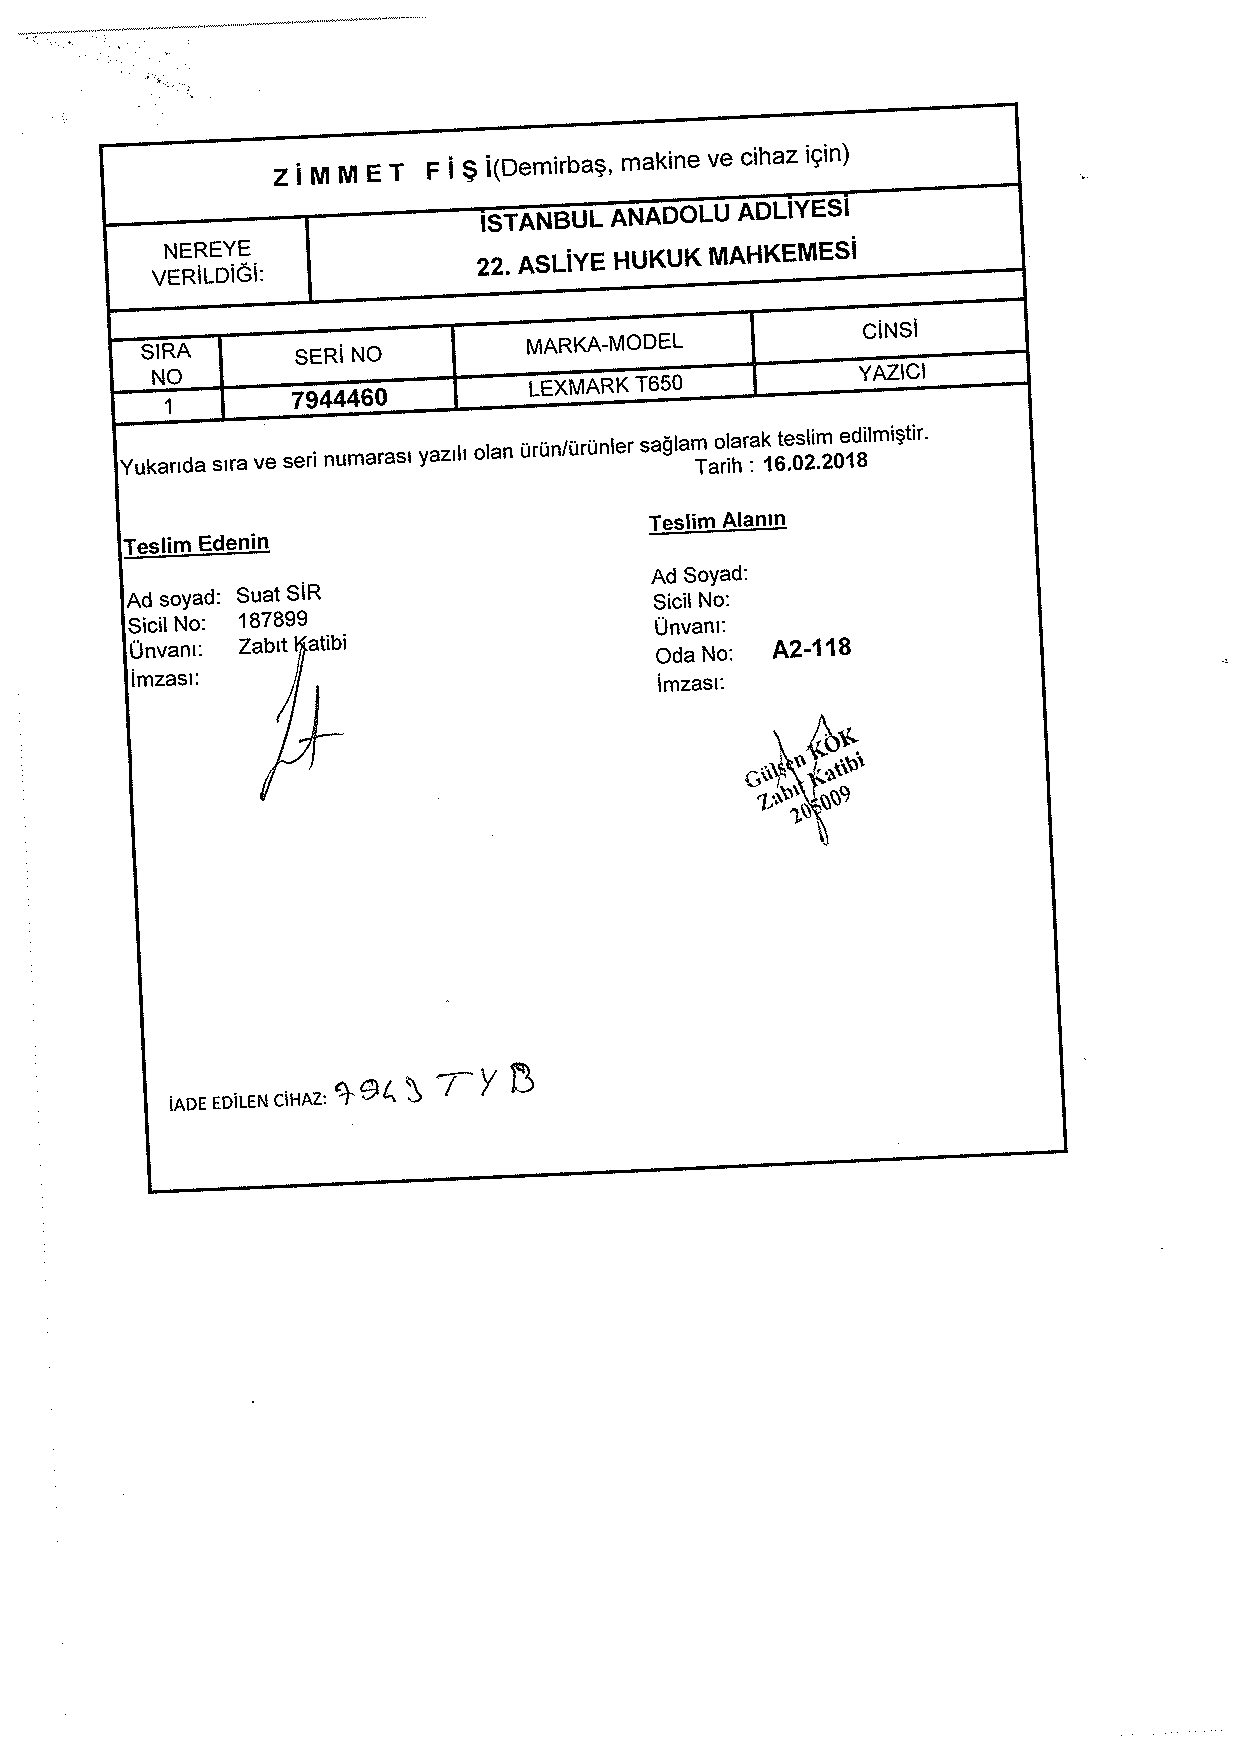 ZİMMET FİŞİ(Demirbaş, makine ve cihaz için)
NEREYE VERİLDİĞİ:
İSTANBUL ANADOLU ADLİYESİ
22. ASLİYE HUKUK MAHKEMESİ
SIRA NO SERİ NO MARKA-MODEL CİNSİ
1 7944460 LEXMARK T650 YAZICI
Yukarıda sıra ve seri numarası yazılı olan ürün/ürünler sağlam olarak teslim edilmiştir.
Tarih : 16.02.2018
Teslim Edenin
Ad soyad: Suat SİR
Sicil No: 187899
Ünvanı: Zabıt Katibi
İmzası:
Teslim Alanın
Ad Soyad:
Sicil No:
Ünvanı:
Oda No: A2-118
İmzası:
Gülşen KÖK
Zabıt Katibi
205009
İADE EDİLEN CİHAZ: 7949TYB